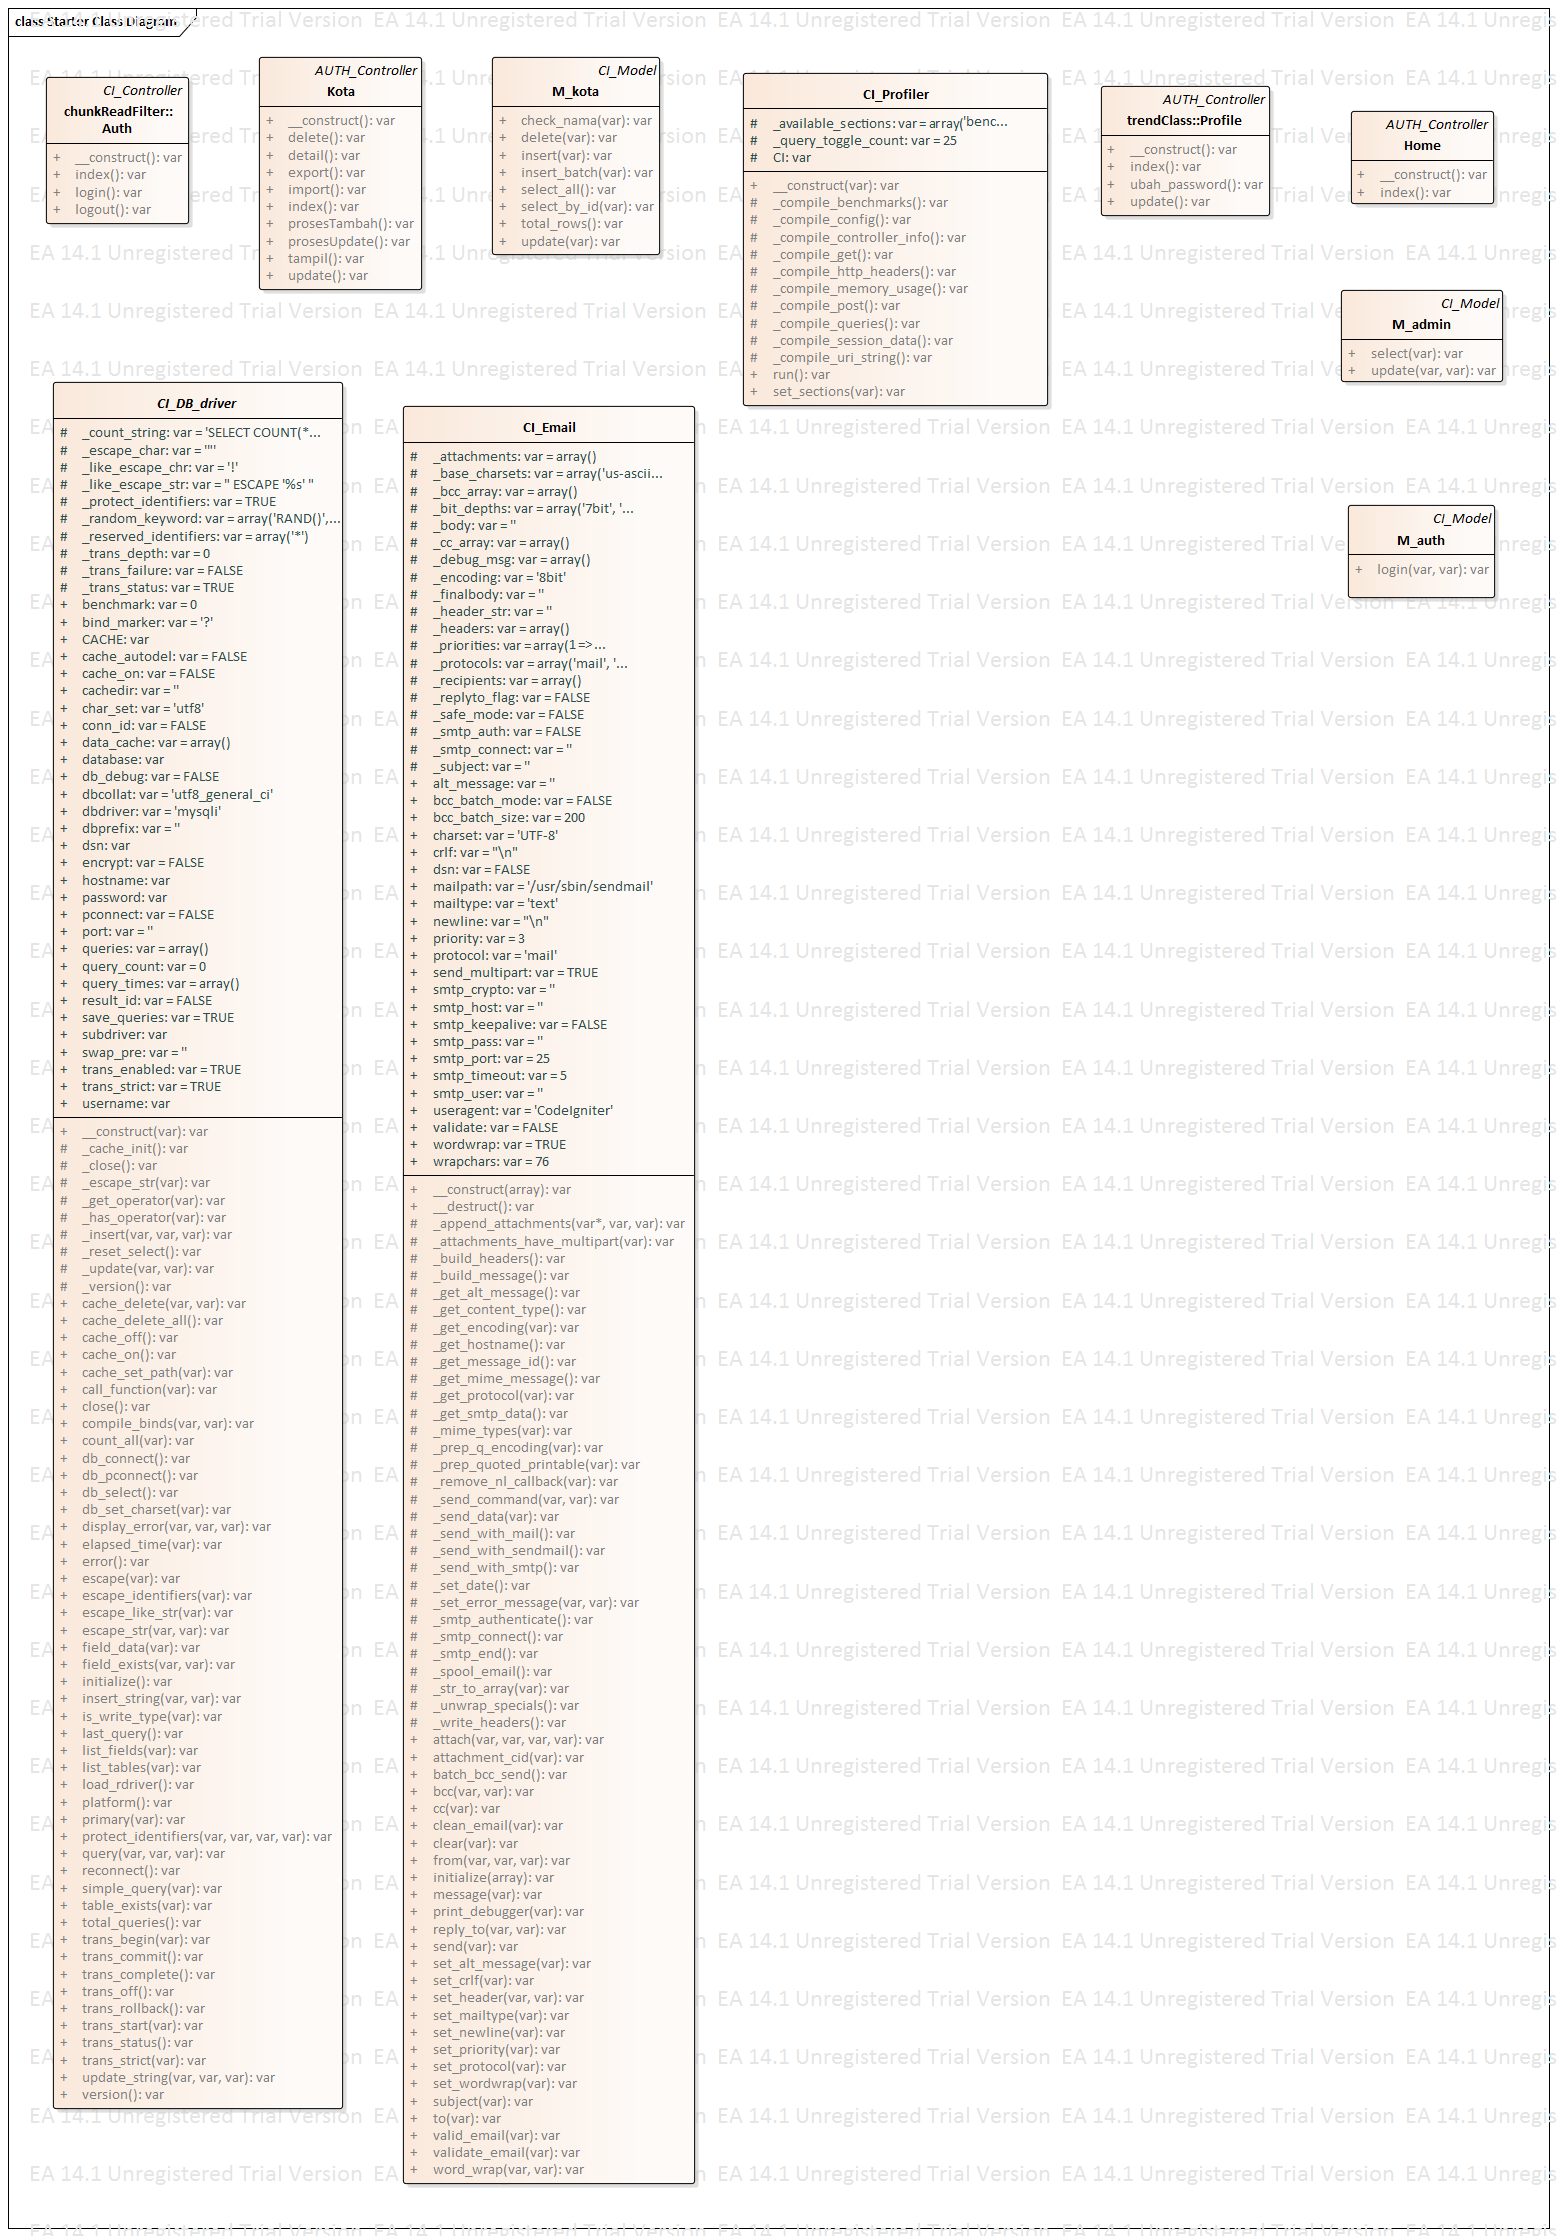 class Starter Class Diagram
CI_Controller
chunkReadFilter::
Auth
+ __construct(): var
+ index(): var
+ login(): var
+ logout(): var
AUTH_Controller
Kota
+ __construct(): var
+ delete(): var
+ detail(): var
+ export(): var
+ import(): var
+ index(): var
+ prosesTambah(): var
+ prosesUpdate(): var
+ tampil(): var
+ update(): var
CI_Model
M_kota
+ check_nama(var): var
+ delete(var): var
+ insert(var): var
+ insert_batch(var): var
+ select_all(): var
+ select_by_id(var): var
+ total_rows(): var
+ update(var): var
CI_Profiler
# _available_sections: var = array('benc...
# _query_toggle_count: var = 25
# CI: var
+ __construct(var): var
# _compile_benchmarks(): var
# _compile_config(): var
# _compile_controller_info(): var
# _compile_get(): var
# _compile_http_headers(): var
# _compile_memory_usage(): var
# _compile_post(): var
# _compile_queries(): var
# _compile_session_data(): var
# _compile_uri_string(): var
+ run(): var
+ set_sections(var): var
AUTH_Controller
trendClass::Profile
+ __construct(): var
+ index(): var
+ ubah_password(): var
+ update(): var
AUTH_Controller
Home
+ __construct(): var
+ index(): var
CI_Model
M_admin
+ select(var): var
+ update(var, var): var
CI_Model
M_auth
+ login(var, var): var
CI_DB_driver
# _count_string: var = 'SELECT COUNT(*...
# _escape_char: var = '"'
# _like_escape_chr: var = '!'
# _like_escape_str: var = " ESCAPE '%s' "
# _protect_identifiers: var = TRUE
# _random_keyword: var = array('RAND()',...
# _reserved_identifiers: var = array('*')
# _trans_depth: var = 0
# _trans_failure: var = FALSE
# _trans_status: var = TRUE
+ benchmark: var = 0
+ bind_marker: var = '?'
+ CACHE: var
+ cache_autodel: var = FALSE
+ cache_on: var = FALSE
+ cachedir: var = ''
+ char_set: var = 'utf8'
+ conn_id: var = FALSE
+ data_cache: var = array()
+ database: var
+ db_debug: var = FALSE
+ dbcollat: var = 'utf8_general_ci'
+ dbdriver: var = 'mysqli'
+ dbprefix: var = ''
+ dsn: var
+ encrypt: var = FALSE
+ hostname: var
+ password: var
+ pconnect: var = FALSE
+ port: var = ''
+ queries: var = array()
+ query_count: var = 0
+ query_times: var = array()
+ result_id: var = FALSE
+ save_queries: var = TRUE
+ subdriver: var
+ swap_pre: var = ''
+ trans_enabled: var = TRUE
+ trans_strict: var = TRUE
+ username: var
+ __construct(var): var
# _cache_init(): var
# _close(): var
# _escape_str(var): var
# _get_operator(var): var
# _has_operator(var): var
# _insert(var, var, var): var
# _reset_select(): var
# _update(var, var): var
# _version(): var
+ cache_delete(var, var): var
+ cache_delete_all(): var
+ cache_off(): var
+ cache_on(): var
+ cache_set_path(var): var
+ call_function(var): var
+ close(): var
+ compile_binds(var, var): var
+ count_all(var): var
+ db_connect(): var
+ db_pconnect(): var
+ db_select(): var
+ db_set_charset(var): var
+ display_error(var, var, var): var
+ elapsed_time(var): var
+ error(): var
+ escape(var): var
+ escape_identifiers(var): var
+ escape_like_str(var): var
+ escape_str(var, var): var
+ field_data(var): var
+ field_exists(var, var): var
+ initialize(): var
+ insert_string(var, var): var
+ is_write_type(var): var
+ last_query(): var
+ list_fields(var): var
+ list_tables(var): var
+ load_rdriver(): var
+ platform(): var
+ primary(var): var
+ protect_identifiers(var, var, var, var): var
+ query(var, var, var): var
+ reconnect(): var
+ simple_query(var): var
+ table_exists(var): var
+ total_queries(): var
+ trans_begin(var): var
+ trans_commit(): var
+ trans_complete(): var
+ trans_off(): var
+ trans_rollback(): var
+ trans_start(var): var
+ trans_status(): var
+ trans_strict(var): var
+ update_string(var, var, var): var
+ version(): var
CI_Email
# _attachments: var = array()
# _base_charsets: var = array('us-ascii...
# _bcc_array: var = array()
# _bit_depths: var = array('7bit', '...
# _body: var = ''
# _cc_array: var = array()
# _debug_msg: var = array()
# _encoding: var = '8bit'
# _finalbody: var = ''
# _header_str: var = ''
# _headers: var = array()
# _priorities: var = array(1 =>...
# _protocols: var = array('mail', '...
# _recipients: var = array()
# _replyto_flag: var = FALSE
# _safe_mode: var = FALSE
# _smtp_auth: var = FALSE
# _smtp_connect: var = ''
# _subject: var = ''
+ alt_message: var = ''
+ bcc_batch_mode: var = FALSE
+ bcc_batch_size: var = 200
+ charset: var = 'UTF-8'
+ crlf: var = "\n"
+ dsn: var = FALSE
+ mailpath: var = '/usr/sbin/sendmail'
+ mailtype: var = 'text'
+ newline: var = "\n"
+ priority: var = 3
+ protocol: var = 'mail'
+ send_multipart: var = TRUE
+ smtp_crypto: var = ''
+ smtp_host: var = ''
+ smtp_keepalive: var = FALSE
+ smtp_pass: var = ''
+ smtp_port: var = 25
+ smtp_timeout: var = 5
+ smtp_user: var = ''
+ useragent: var = 'CodeIgniter'
+ validate: var = FALSE
+ wordwrap: var = TRUE
+ wrapchars: var = 76
+ __construct(array): var
+ __destruct(): var
# _append_attachments(var*, var, var): var
# _attachments_have_multipart(var): var
# _build_headers(): var
# _build_message(): var
# _get_alt_message(): var
# _get_content_type(): var
# _get_encoding(var): var
# _get_hostname(): var
# _get_message_id(): var
# _get_mime_message(): var
# _get_protocol(var): var
# _get_smtp_data(): var
# _mime_types(var): var
# _prep_q_encoding(var): var
# _prep_quoted_printable(var): var
# _remove_nl_callback(var): var
# _send_command(var, var): var
# _send_data(var): var
# _send_with_mail(): var
# _send_with_sendmail(): var
# _send_with_smtp(): var
# _set_date(): var
# _set_error_message(var, var): var
# _smtp_authenticate(): var
# _smtp_connect(): var
# _smtp_end(): var
# _spool_email(): var
# _str_to_array(var): var
# _unwrap_specials(): var
# _write_headers(): var
+ attach(var, var, var, var): var
+ attachment_cid(var): var
+ batch_bcc_send(): var
+ bcc(var, var): var
+ cc(var): var
+ clean_email(var): var
+ clear(var): var
+ from(var, var, var): var
+ initialize(array): var
+ message(var): var
+ print_debugger(var): var
+ reply_to(var, var): var
+ send(var): var
+ set_alt_message(var): var
+ set_crlf(var): var
+ set_header(var, var): var
+ set_mailtype(var): var
+ set_newline(var): var
+ set_priority(var): var
+ set_protocol(var): var
+ set_wordwrap(var): var
+ subject(var): var
+ to(var): var
+ valid_email(var): var
+ validate_email(var): var
+ word_wrap(var, var): var
EA 14.1 Unregistered Trial Version